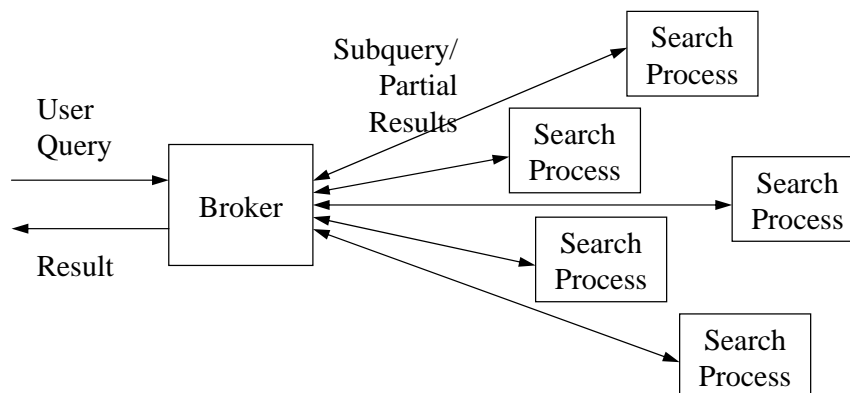 Subquery/
Partial
Results
User
Query
Broker
Result
Search
Process
Search
Process
Search
Process
Search
Process
Search
Process